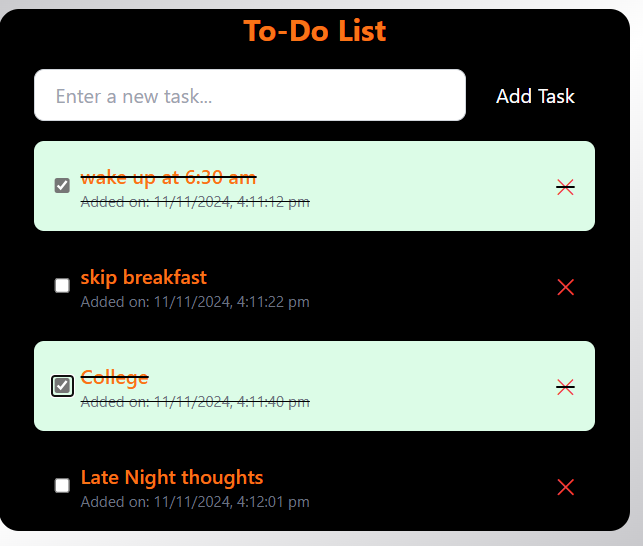 To-Do List
Enter a new task...
Add Task
wake up at 6:30 am
Added on: 11/11/2024, 4:11:12 pm
skip breakfast
Added on: 11/11/2024, 4:11:22 pm
College
Added on: 11/11/2024, 4:11:40 pm
Late Night thoughts
Added on: 11/11/2024, 4:12:01 pm